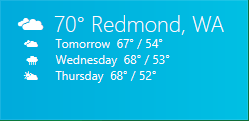 70° Redmond, WA
Tomorrow 67° / 54°
Wednesday 68° / 53°
Thursday 68° / 52°